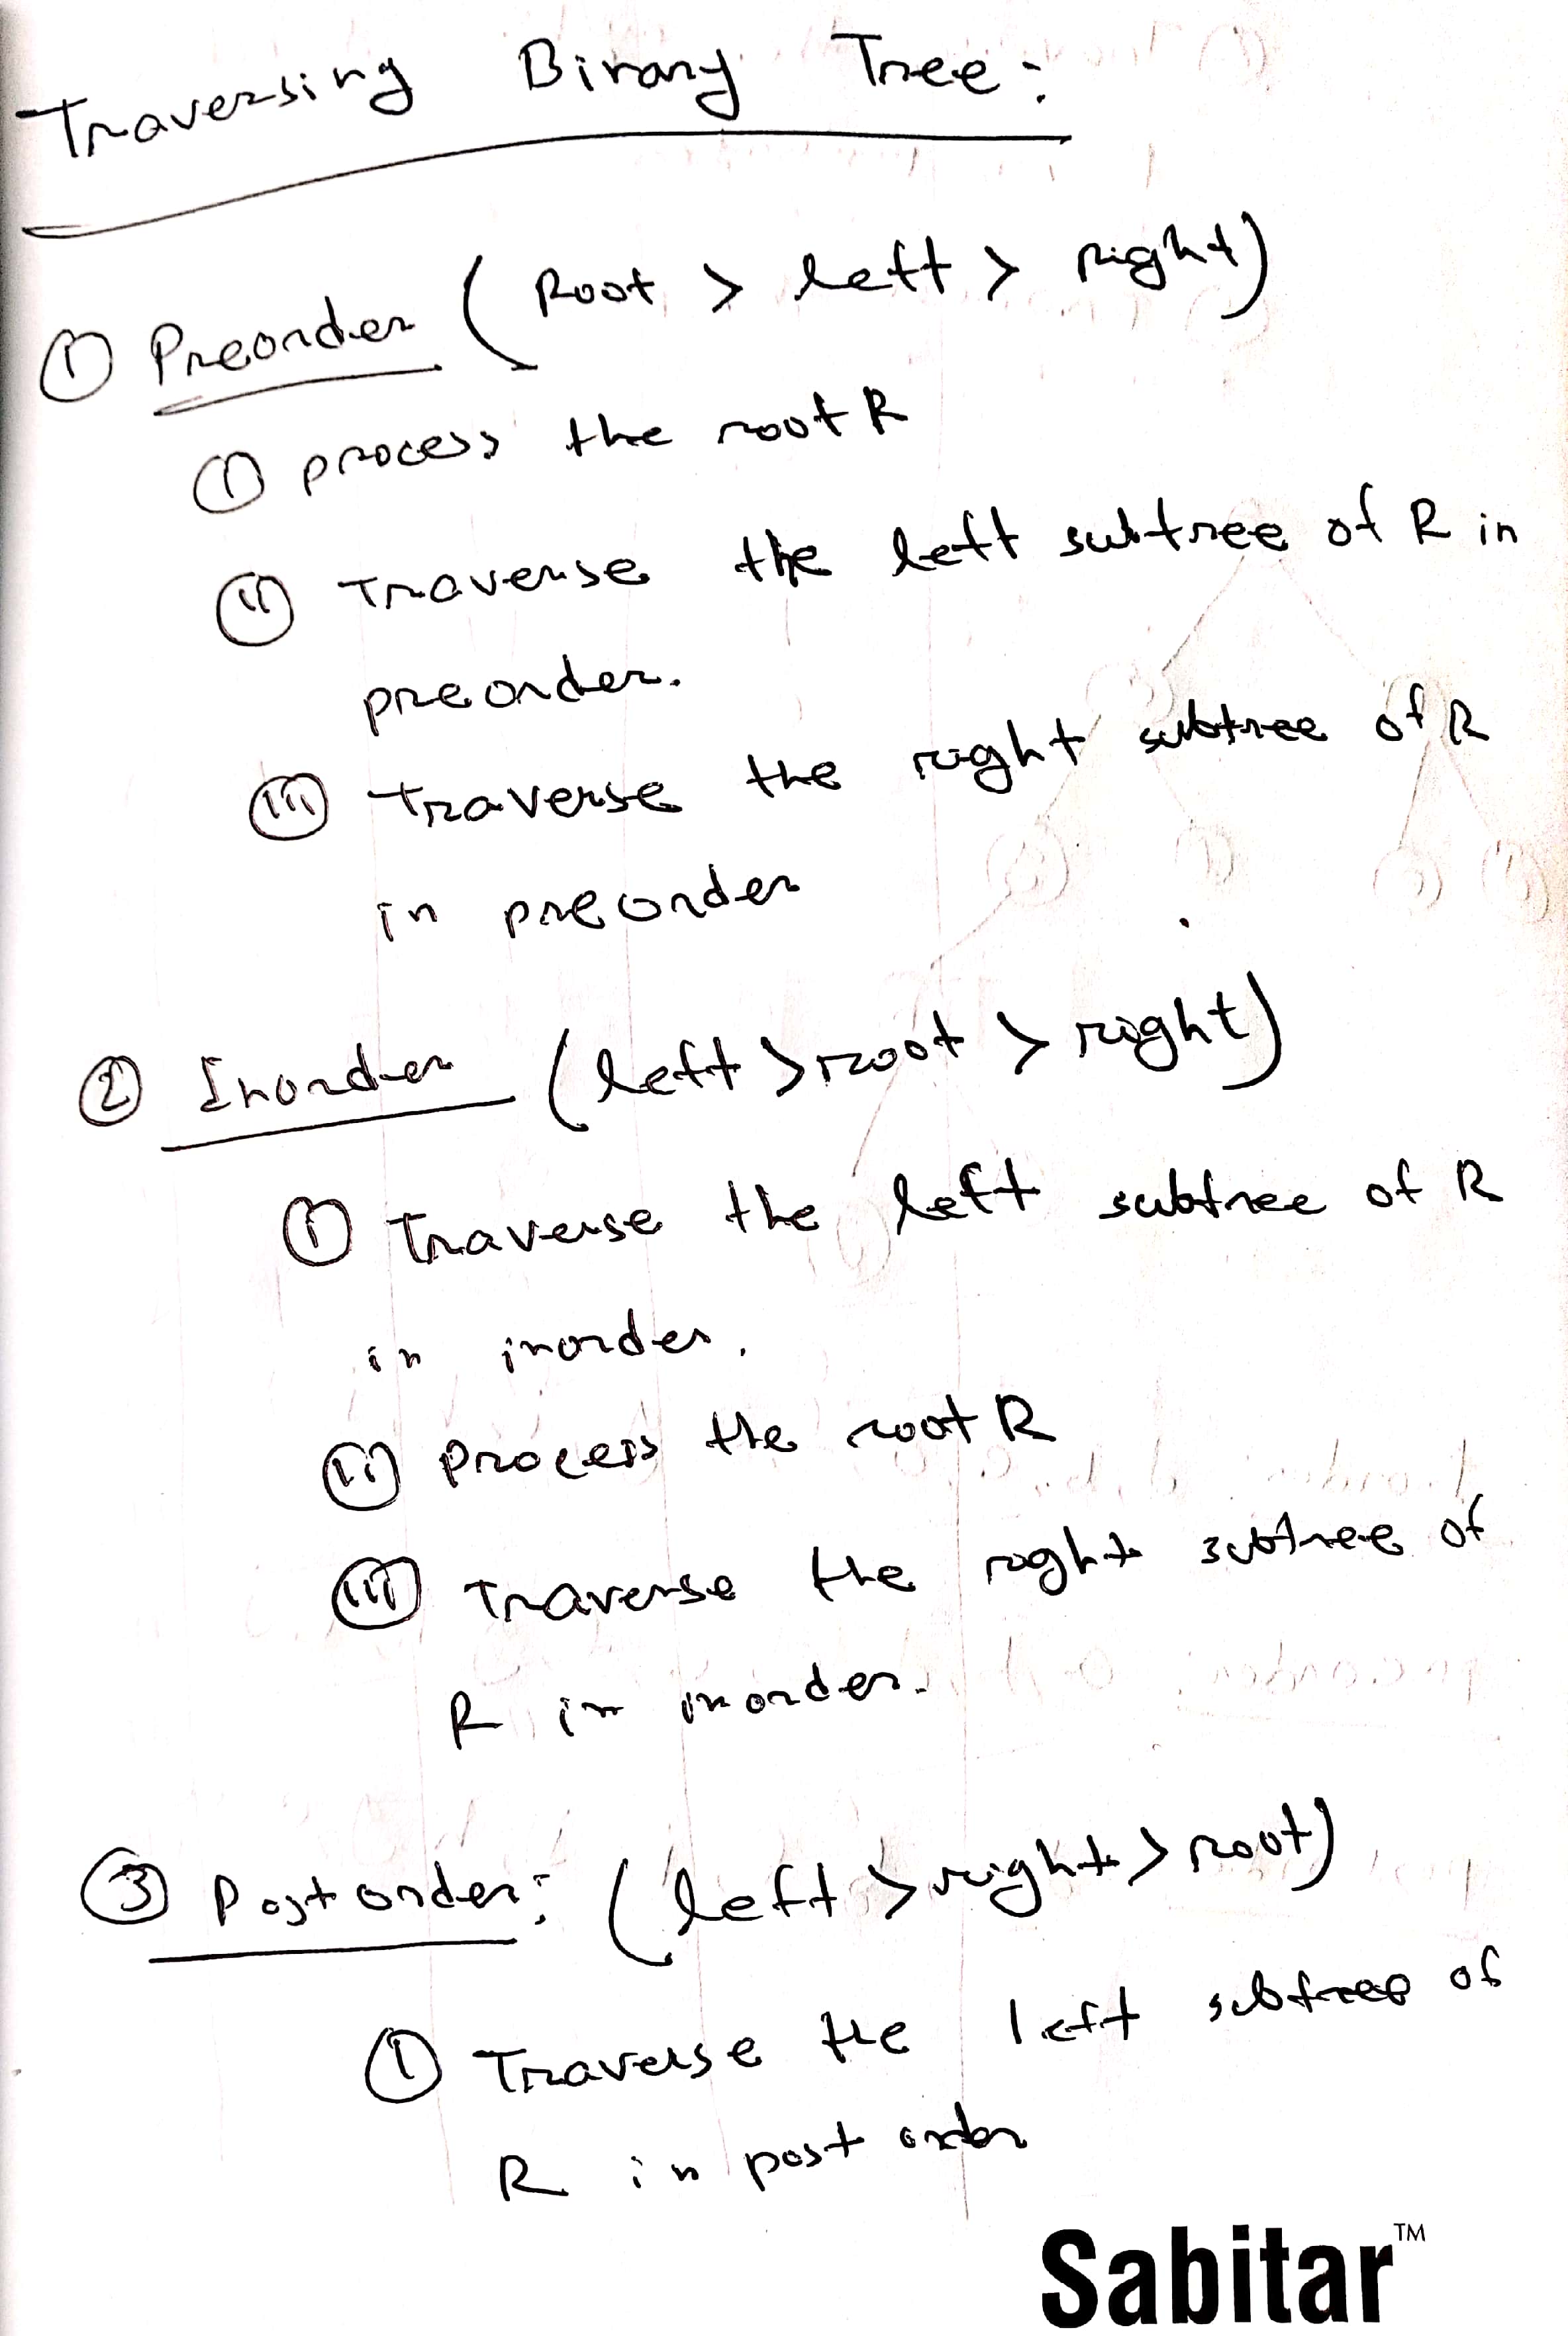 Traversing Binary Tree:
① Preorder (Root > left > right)
(i) process the root R
(ii) Traverse the left subtree of R in
preorder.
(iii) Traverse the right subtree of R
in preorder
② Inorder (left > root > right)
(i) Traverse the left subtree of R
in inorder.
(ii) Process the root R
(iii) Traverse the right subtree of
R in inorder.
③ Post order: (left > right > root)
(i) Traverse the left subtree of
R in post order
Sabitar™